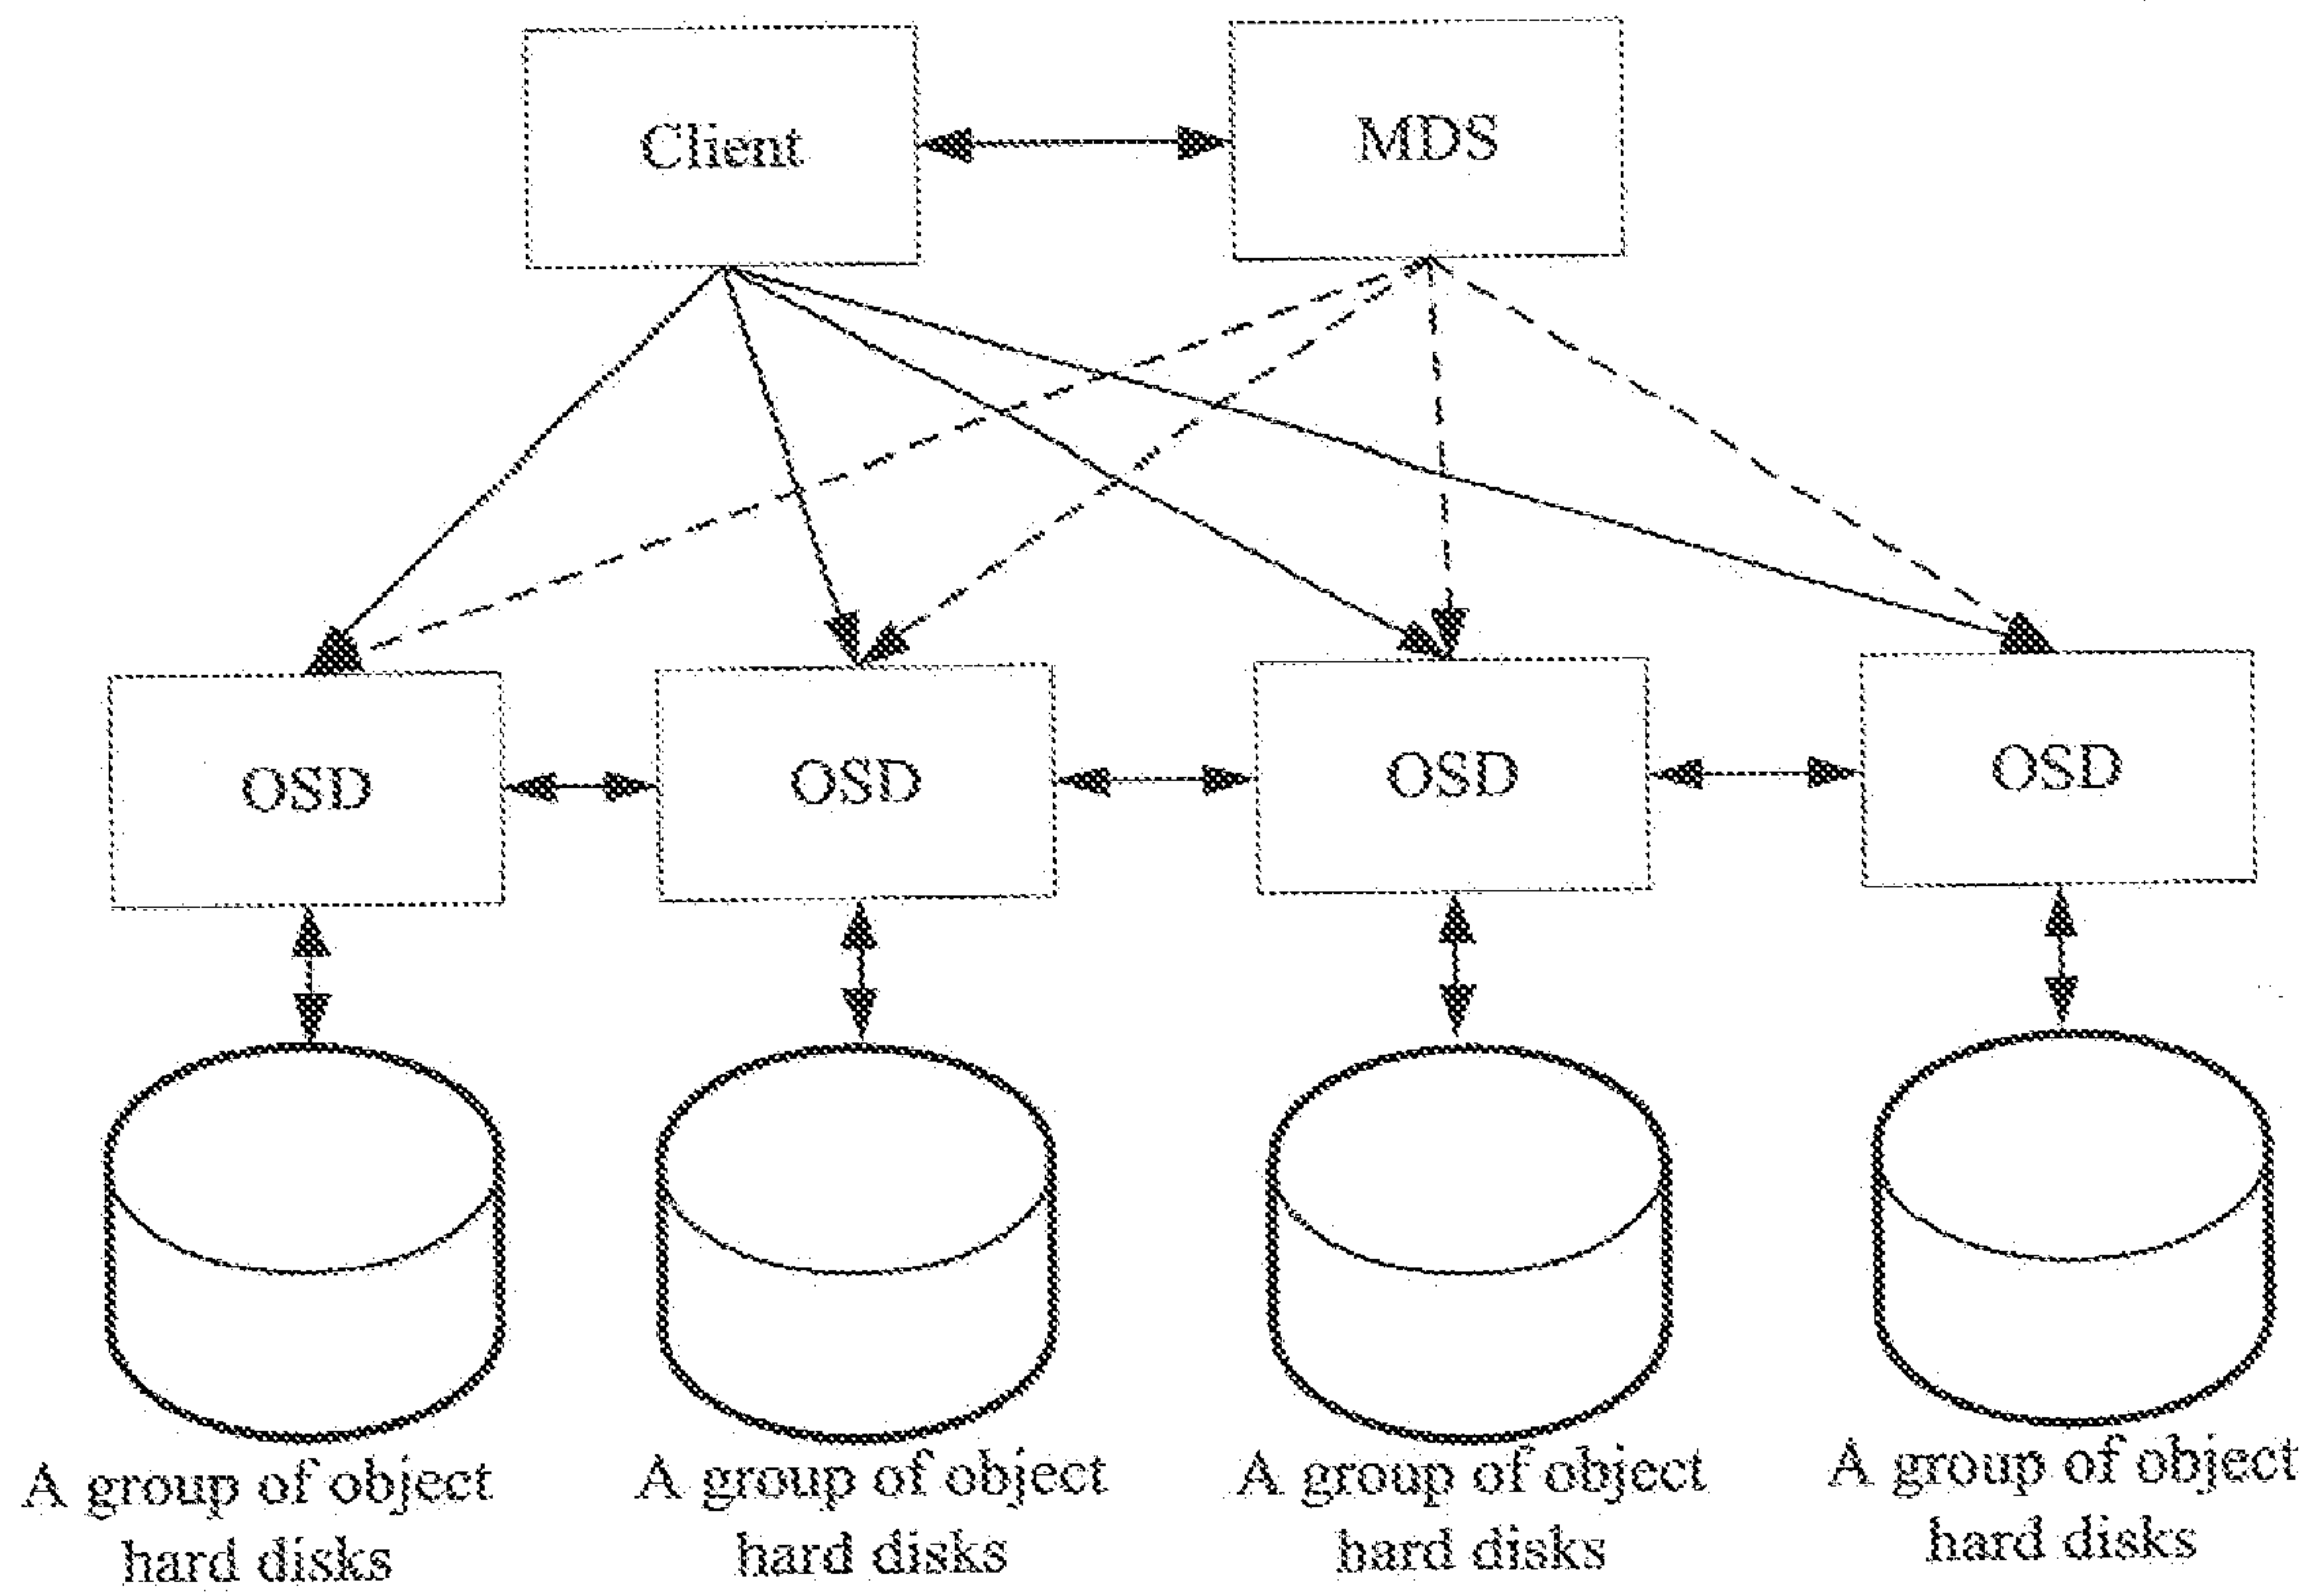 Client
MDS
OSD
OSD
OSD
OSD
A group of object
hard disks
A group of object
hard disks
A group of object
hard disks
A group of object
hard disks